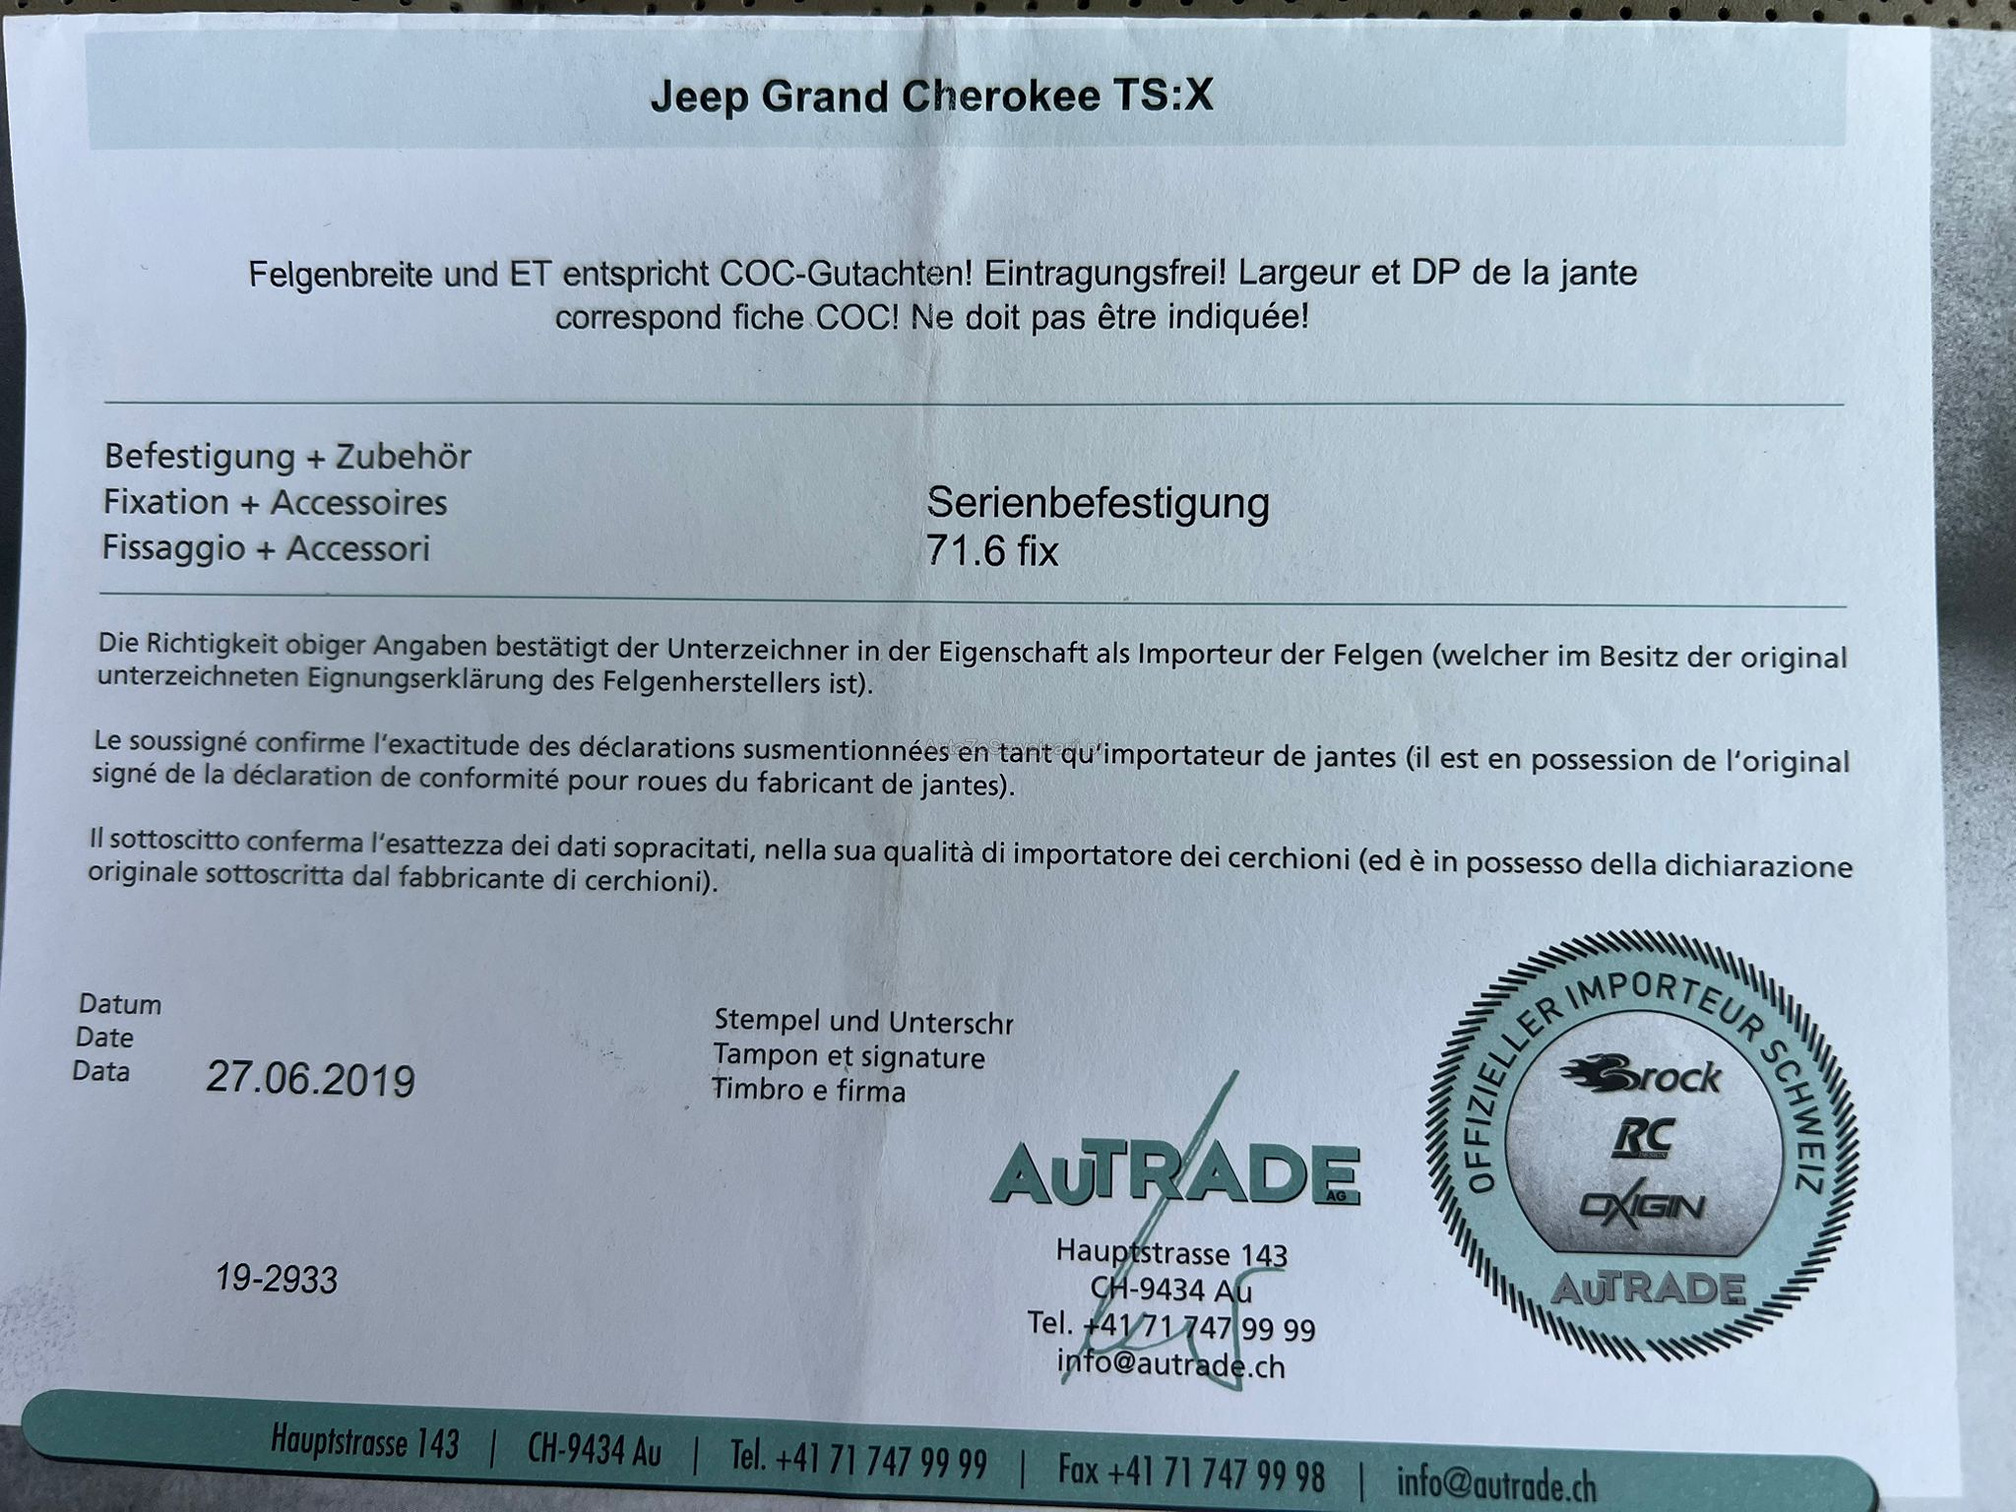 Jeep Grand Cherokee TS:X
Felgenbreite und ET entspricht COC-Gutachten! Eintragungsfrei! Largeur et DP de la jante
correspond fiche COC! Ne doit pas être indiquée!
Befestigung + Zubehör
Fixation + Accessoires
Fissaggio + Accessori
Serienbefestigung
71.6 fix
Die Richtigkeit obiger Angaben bestätigt der Unterzeichner in der Eigenschaft als Importeur der Felgen (welcher im Besitz der original
unterzeichneten Eignungserklärung des Felgenherstellers ist).
Le soussigné confirme l'exactitude des déclarations susmentionnées en tant qu'importateur de jantes (il est en possession de l'original
signé de la déclaration de conformité pour roues du fabricant de jantes).
Il sottoscitto conferma l'esattezza dei dati sopracitati, nella sua qualità di importatore dei cerchioni (ed è in possesso della dichiarazione
originale sottoscritta dal fabbricante di cerchioni).
Datum
Date
Data
27.06.2019
Stempel und Unterschr
Tampon et signature
Timbro e firma
19-2933
AUTRADE
AG
Hauptstrasse 143
CH-9434 Au
Tel. +41 71 747 99 99
info@autrade.ch
OFFIZIELLER IMPORTEUR SCHWEIZ
Brock
RC
DESIGN
OXIGIN
AUTRADE
Hauptstrasse 143 | CH-9434 Au | Tel. +41 71 747 99 99 | Fax +41 71 747 99 98 | info@autrade.ch